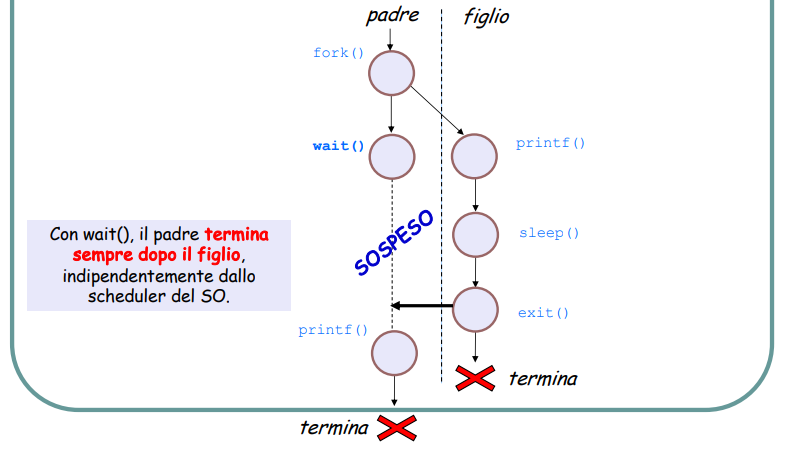 padre
figlio
fork()
wait()
printf()
Con wait(), il padre termina
sempre dopo il figlio,
indipendentemente dallo
scheduler del SO.
SOSPESO
sleep()
exit()
printf()
termina
termina